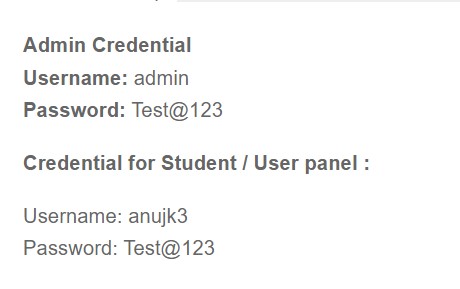 Admin Credential
Username: admin
Password: Test@123
Credential for Student / User panel :
Username: anujk3
Password: Test@123